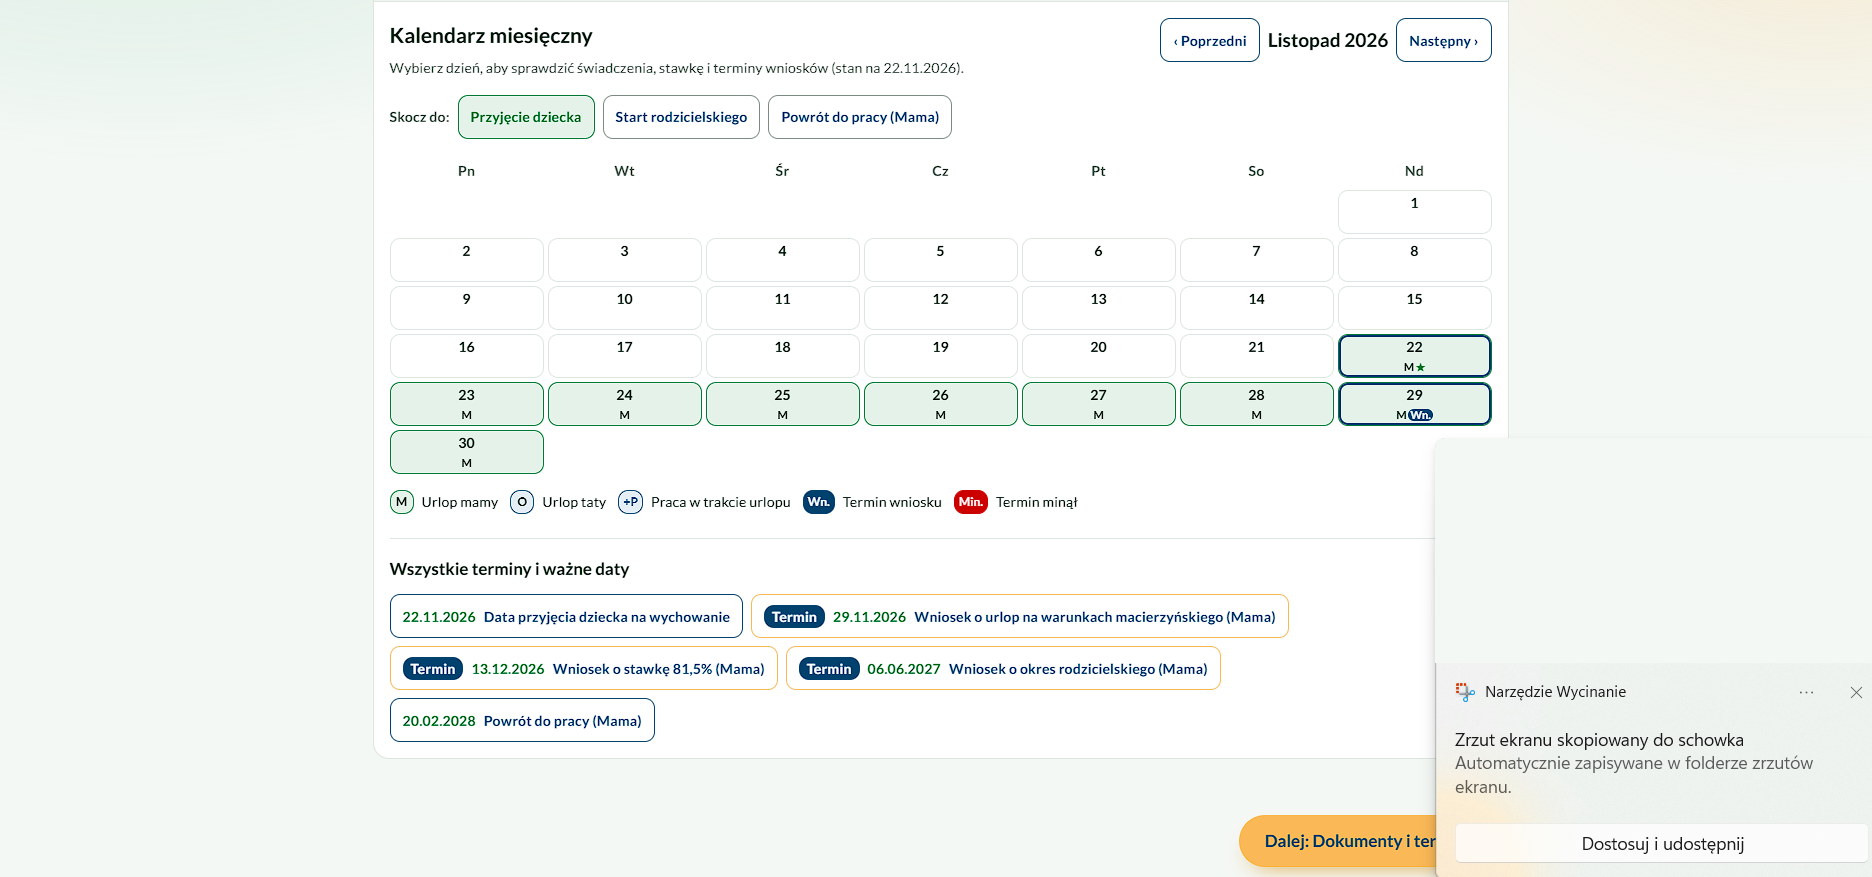 Kalendarz miesięczny
‹ Poprzedni Listopad 2026 Następny ›
Wybierz dzień, aby sprawdzić świadczenia, stawkę i terminy wniosków (stan na 22.11.2026).
Skocz do: Przyjęcie dziecka Start rodzicielskiego Powrót do pracy (Mama)
Pn Wt Śr Cz Pt So Nd
1
2 3 4 5 6 7 8
9 10 11 12 13 14 15
16 17 18 19 20 21 22
M★
23 24 25 26 27 28 29
M M M M M M M Wn.
30
M
M Urlop mamy O Urlop taty +P Praca w trakcie urlopu Wn. Termin wniosku Min. Termin minął
Wszystkie terminy i ważne daty
22.11.2026 Data przyjęcia dziecka na wychowanie Termin 29.11.2026 Wniosek o urlop na warunkach macierzyńskiego (Mama)
Termin 13.12.2026 Wniosek o stawkę 81,5% (Mama) Termin 06.06.2027 Wniosek o okres rodzicielskiego (Mama)
20.02.2028 Powrót do pracy (Mama)
Dalej: Dokumenty i ter
Narzędzie Wycinanie
Zrzut ekranu skopiowany do schowka
Automatycznie zapisywane w folderze zrzutów
ekranu.
Dostosuj i udostępnij